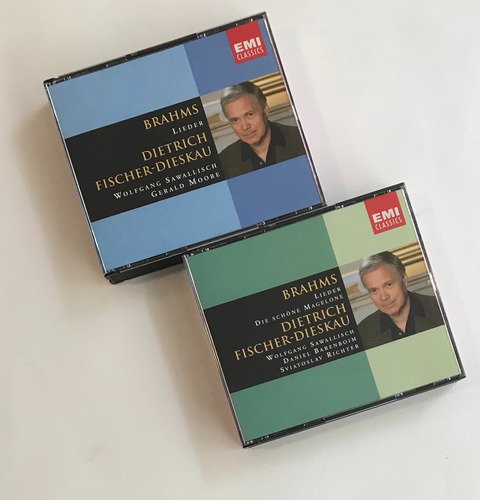 EMI
CLASSICS
BRAHMS
LIEDER
DIETRICH
FISCHER-DIESKAU
WOLFGANG SAWALLISCH
GERALD MOORE
EMI
CLASSICS
BRAHMS
LIEDER
DIE SCHÖNE MAGELONE
DIETRICH
FISCHER-DIESKAU
WOLFGANG SAWALLISCH
DANIEL BARENBOIM
SVIATOSLAV RICHTER